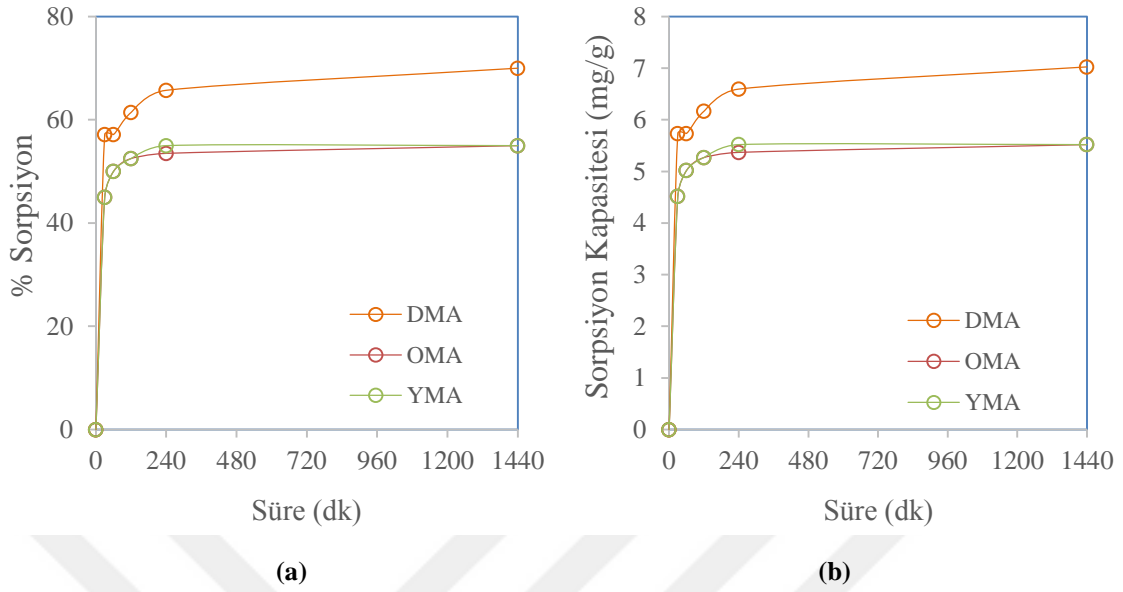 % Sorpsiyon
80
60
40
20
0
0 240 480 720 960 1200 1440
Süre (dk)
DMA
OMA
YMA
(a)
Sorpsiyon Kapasitesi (mg/g)
8
7
6
5
4
3
2
1
0
0 240 480 720 960 1200 1440
Süre (dk)
DMA
OMA
YMA
(b)